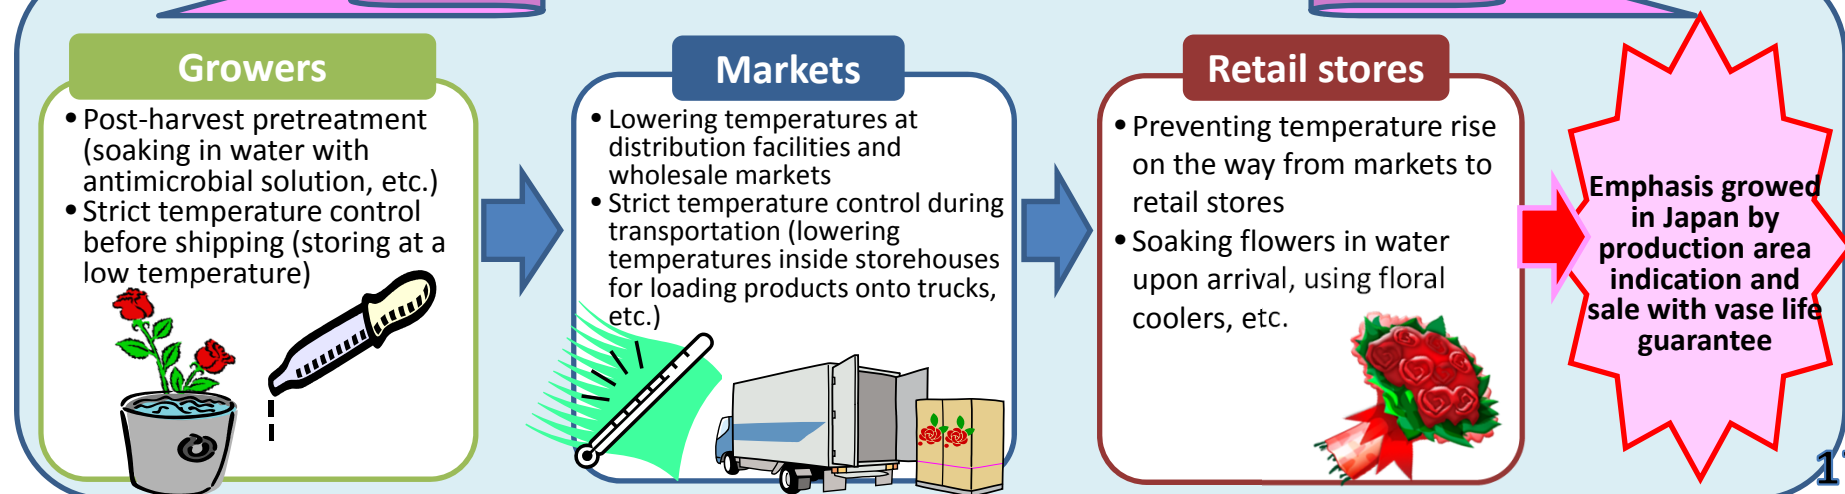 Growers
• Post-harvest pretreatment
(soaking in water with
antimicrobial solution, etc.)
• Strict temperature control
before shipping (storing at a
low temperature)
Markets
• Lowering temperatures at
distribution facilities and
wholesale markets
• Strict temperature control during
transportation (lowering
temperatures inside storehouses
for loading products onto trucks,
etc.)
Retail stores
• Preventing temperature rise
on the way from markets to
retail stores
• Soaking flowers in water
upon arrival, using floral
coolers, etc.
Emphasis growed
in Japan by
production area
indication and
sale with vase life
guarantee